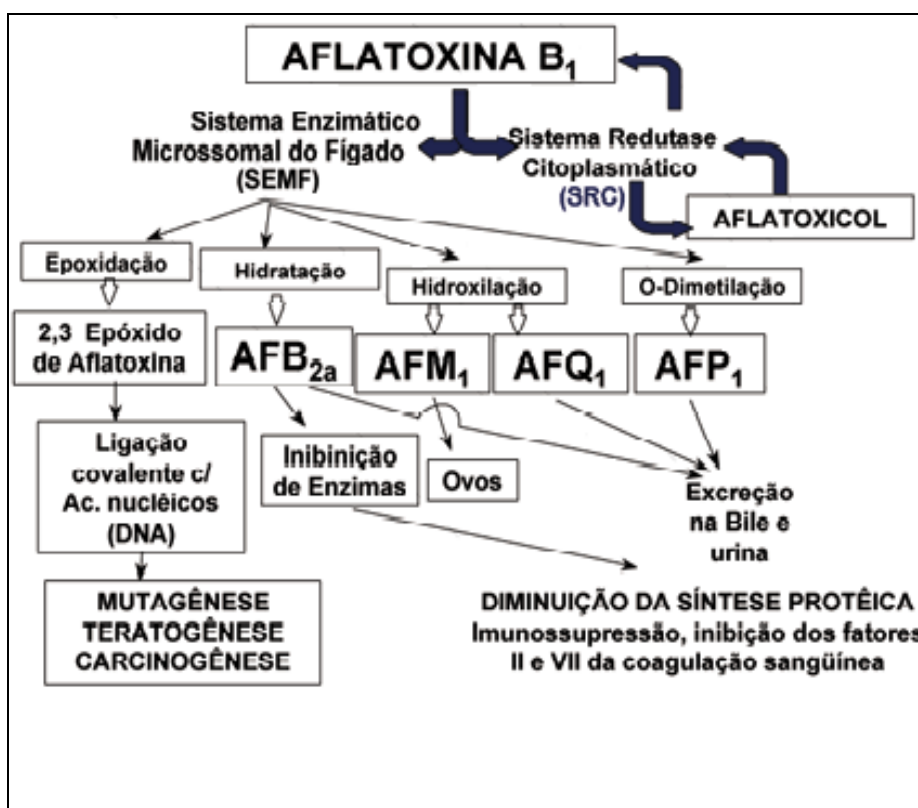 AFLATOXINA B1
Sistema Enzimático
Microssomal do Fígado
(SEMF)
Sistema Redutase
Citoplasmático
(SRC)
AFLATOXICOL
Epoxidação
Hidratação
Hidroxilação
O-Dimetilação
2,3 Epóxido
de Aflatoxina
AFB2a
AFM1
AFQ1
AFP1
Ligação
covalente c/
Ac. nuclêicos
(DNA)
Inibinição
de Enzimas
Ovos
Excreção
na Bile e
urina
MUTAGÊNESE
TERATOGÊNESE
CARCINOGÊNESE
DIMINUIÇÃO DA SÍNTESE PROTÊICA
Imunossupressão, inibição dos fatores
II e VII da coagulação sangüínea